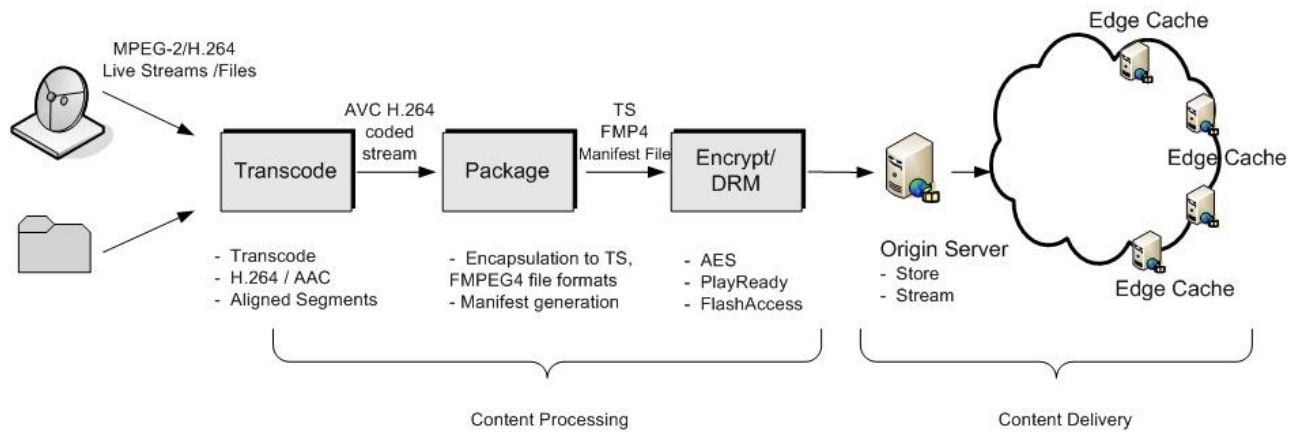 MPEG-2/H.264
Live Streams /Files
AVC H.264
coded
stream
TS
FMP4
Manifest File
Transcode
Package
Encrypt/
DRM
Edge Cache
Edge Cache
Edge Cache
- Transcode
- H.264 / AAC
- Aligned Segments
- Encapsulation to TS,
FMPEG4 file formats
- Manifest generation
- AES
- PlayReady
- FlashAccess
Origin Server
- Store
- Stream
Content Processing
Content Delivery